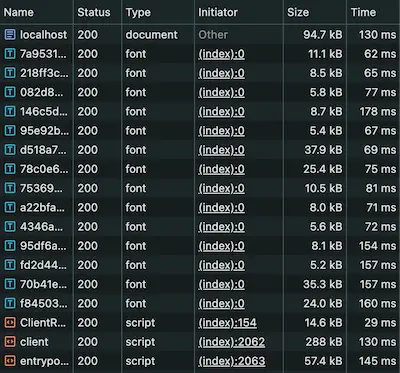 Name Status Type Initiator Size Time
localhost 200 document Other 94.7 kB 130 ms
7a9531... 200 font (index):0 11.1 kB 62 ms
218ff3c... 200 font (index):0 8.5 kB 65 ms
082d8... 200 font (index):0 5.8 kB 77 ms
146c5d... 200 font (index):0 8.7 kB 178 ms
95e92b... 200 font (index):0 5.4 kB 67 ms
d518a7... 200 font (index):0 37.9 kB 69 ms
78c0e6... 200 font (index):0 25.4 kB 75 ms
75369... 200 font (index):0 10.5 kB 81 ms
a22bfa... 200 font (index):0 8.0 kB 71 ms
4346a... 200 font (index):0 5.6 kB 72 ms
95df6a... 200 font (index):0 8.1 kB 154 ms
fd2d44... 200 font (index):0 5.2 kB 157 ms
70b41e... 200 font (index):0 35.3 kB 157 ms
f84503... 200 font (index):0 24.0 kB 160 ms
ClientR... 200 script (index):154 14.6 kB 29 ms
client 200 script (index):2062 288 kB 130 ms
entrypo... 200 script (index):2063 57.4 kB 145 ms